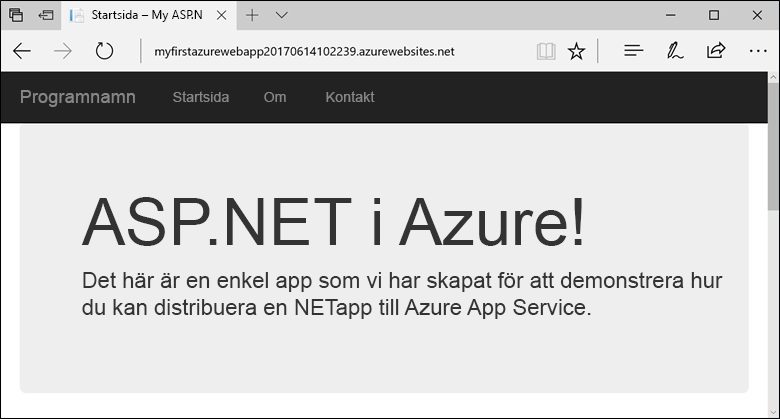 Startsida – My ASP.N
myfirstazurewebapp20170614102239.azurewebsites.net
Programnamn Startsida Om Kontakt
ASP.NET i Azure!
Det här är en enkel app som vi har skapat för att demonstrera hur
du kan distribuera en NETapp till Azure App Service.